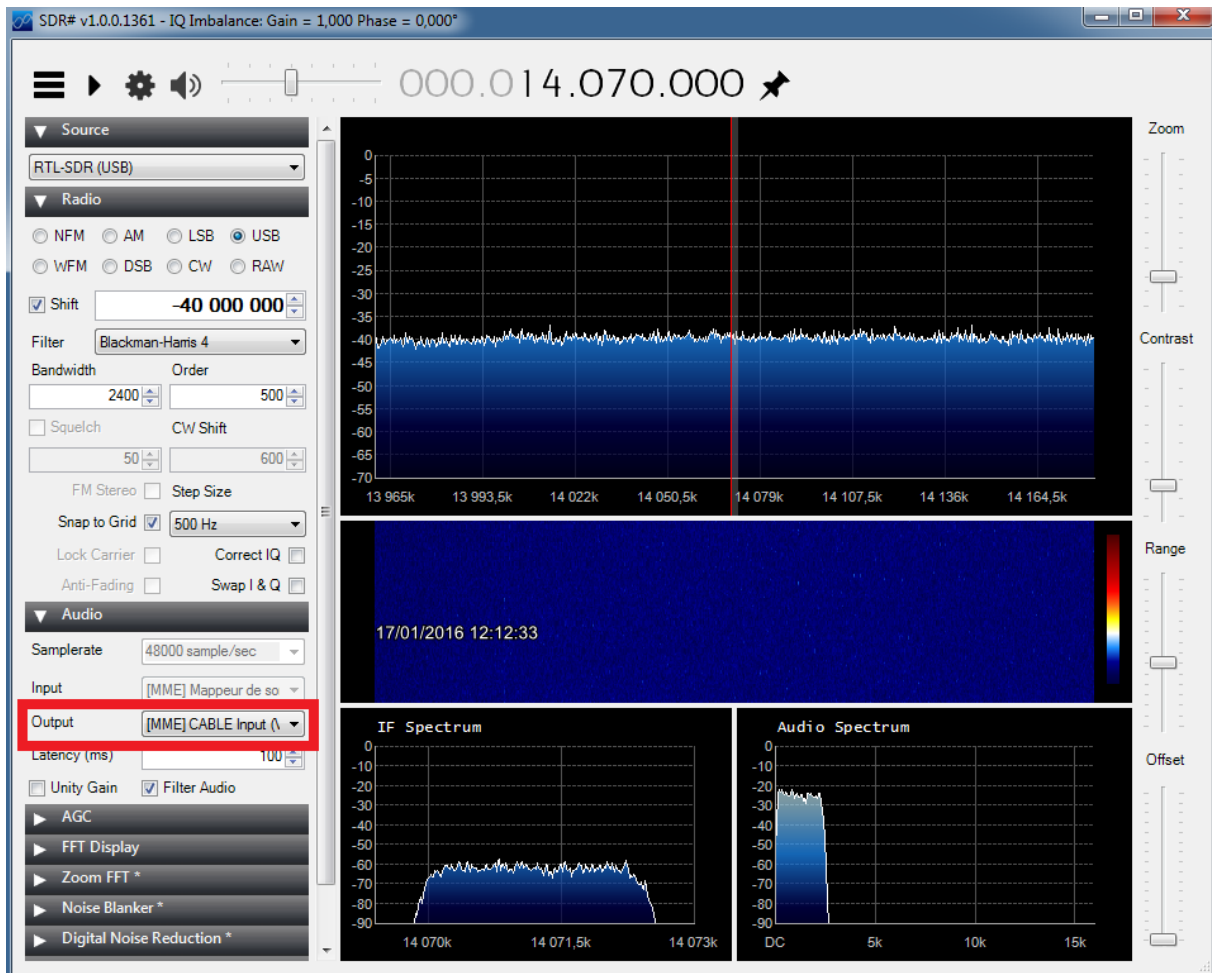 SDR# v1.0.0.1361 - IQ Imbalance: Gain = 1,000 Phase = 0,000°
000.014.070.000
Source
RTL-SDR (USB)
Radio
NFM AM LSB USB
WFM DSB CW RAW
Shift -40 000 000
Filter Blackman-Harris 4
Bandwidth Order
2400 500
Squelch CW Shift
50 600
FM Stereo Step Size
Snap to Grid 500 Hz
Lock Carrier Correct IQ
Anti-Fading Swap I & Q
Audio
Samplerate 48000 sample/sec
Input [MME] Mappeur de so
Output [MME] CABLE Input (\
Latency (ms) 100
Unity Gain Filter Audio
AGC
FFT Display
Zoom FFT *
Noise Blanker *
Digital Noise Reduction *
0
-5
-10
-15
-20
-25
-30
-35
-40
-45
-50
-55
-60
-65
-70
13 965k 13 993,5k 14 022k 14 050,5k 14 079k 14 107,5k 14 136k 14 164,5k
17/01/2016 12:12:33
IF Spectrum
0
-10
-20
-30
-40
-50
-60
-70
-80
-90
14 070k 14 071,5k 14 073k
Audio Spectrum
0
-10
-20
-30
-40
-50
-60
-70
-80
-90
DC 5k 10k 15k
Zoom
Contrast
Range
Offset